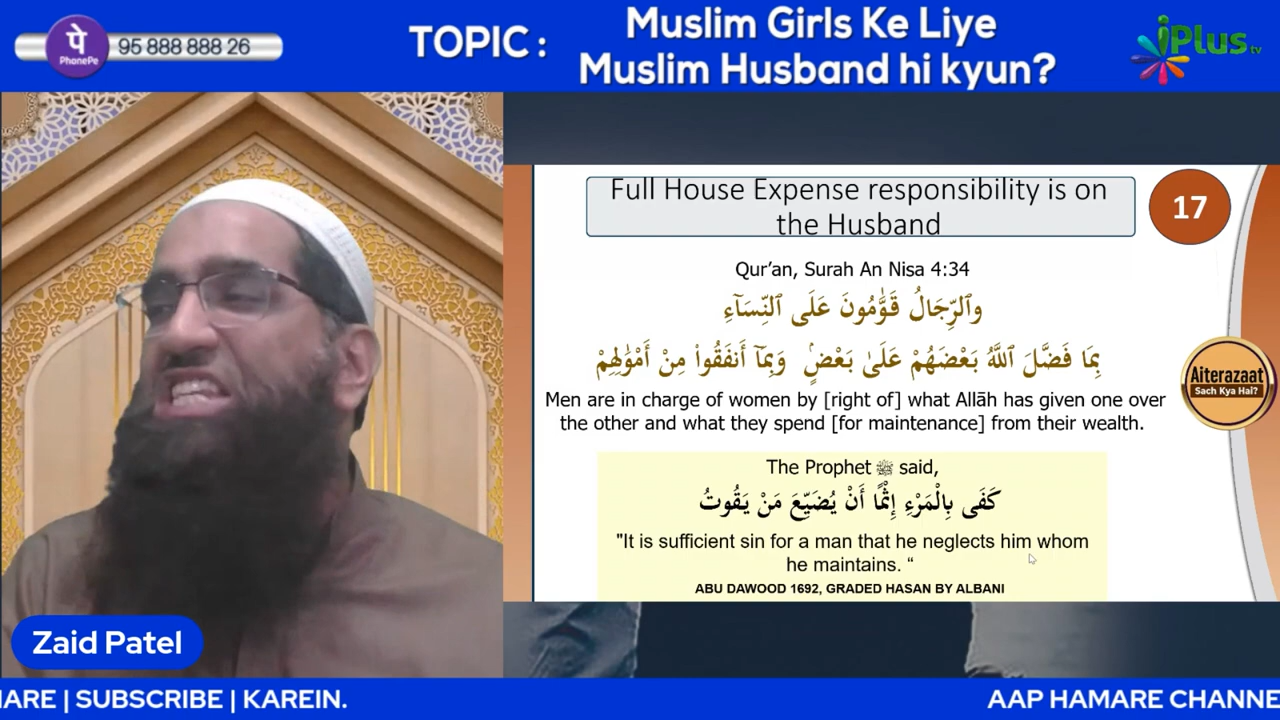 पे
PhonePe
95 888 888 26
TOPIC :
Muslim Girls Ke Liye
Muslim Husband hi kyun?
iPlus tv
Full House Expense responsibility is on
the Husband
17
Qur’an, Surah An Nisa 4:34
وٱلرِّجَالُ قَوَّٰمُونَ عَلَى ٱلنِّسَآءِ
بِمَا فَضَّلَ ٱللَّهُ بَعْضَهُمْ عَلَىٰ بَعْضٍۢ وَبِمَآ أَنفَقُوا۟ مِنْ أَمْوَٰلِهِمْ
Men are in charge of women by [right of] what Allāh has given one over
the other and what they spend [for maintenance] from their wealth.
Aiterazaat
Sach Kya Hai?
The Prophet ﷺ said,
كَفَى بِالْمَرْءِ إِثْمًا أَنْ يُضَيِّعَ مَنْ يَقُوتُ
"It is sufficient sin for a man that he neglects him whom
he maintains. “
ABU DAWOOD 1692, GRADED HASAN BY ALBANI
Zaid Patel
HARE | SUBSCRIBE | KAREIN.
AAP HAMARE CHANNE